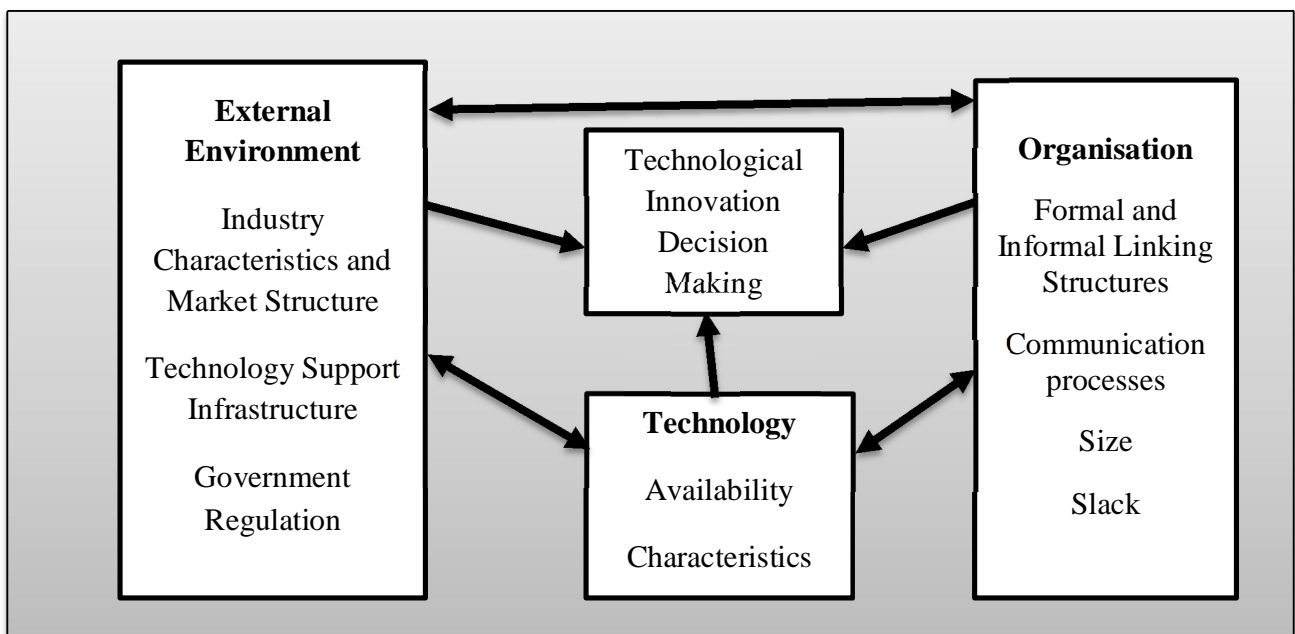 External
Environment
Industry
Characteristics and
Market Structure
Technology Support
Infrastructure
Government
Regulation
Technological
Innovation
Decision
Making
Technology
Availability
Characteristics
Organisation
Formal and
Informal Linking
Structures
Communication
processes
Size
Slack